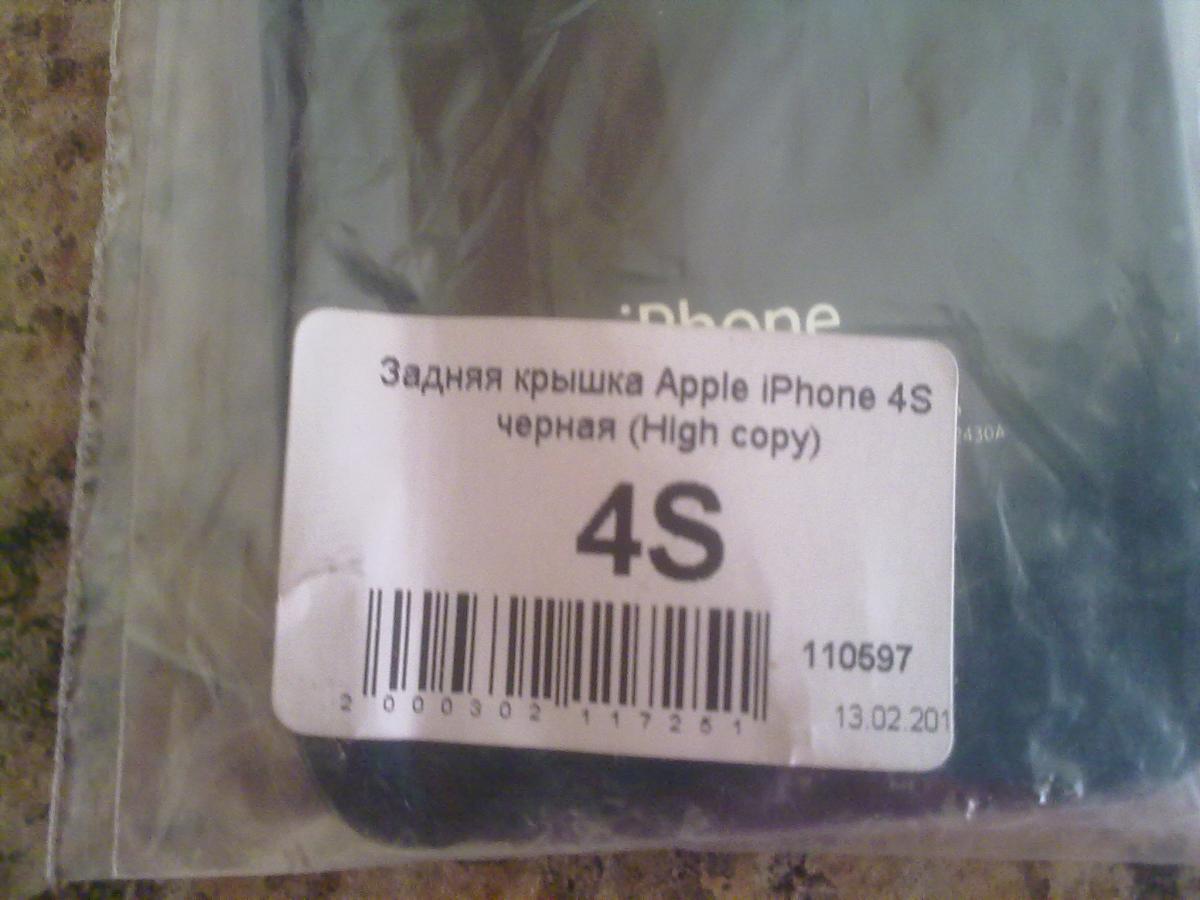 iPhone
Задняя крышка Apple iPhone 4S
черная (High copy)
4S
110597
2 000302 117251
13.02.201